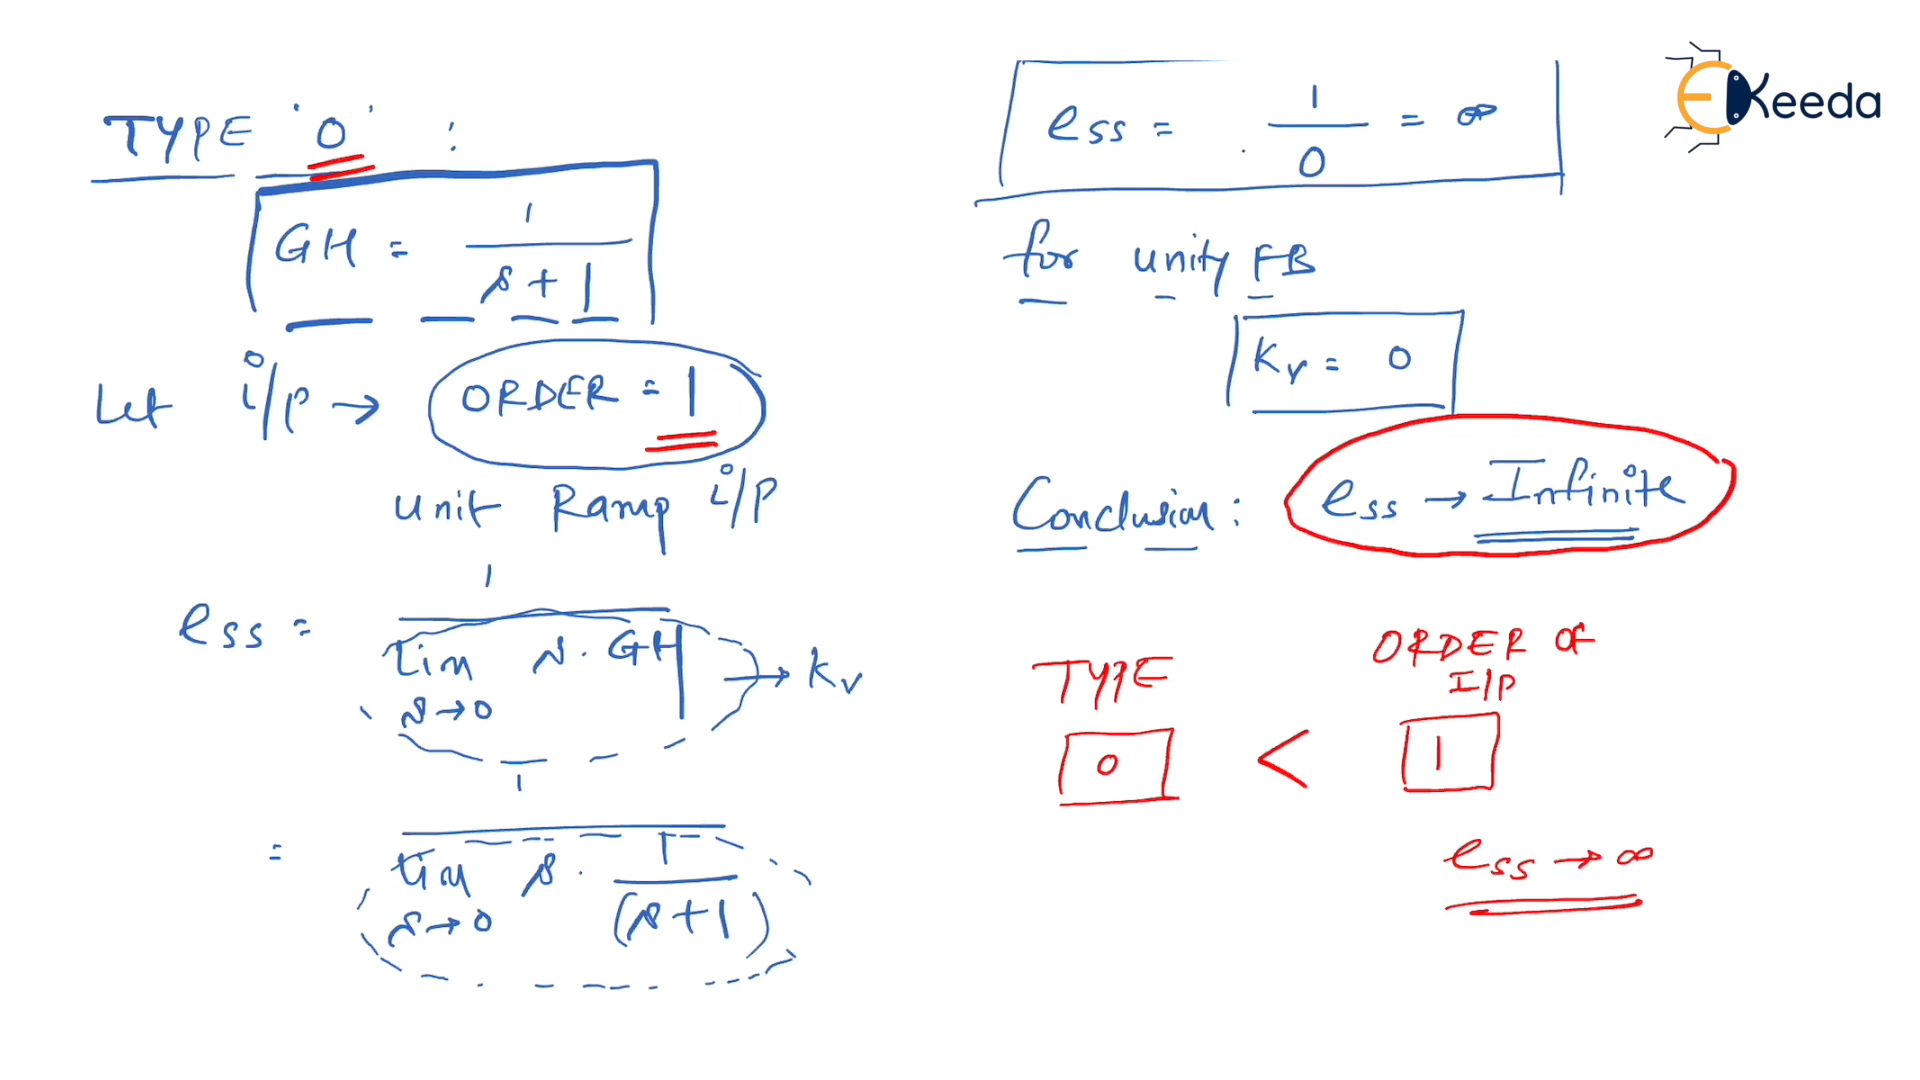 TYPE '0' :
GH = 1 / s+1
Let i/p → ORDER = 1
unit Ramp i/p
ess = 1 / lim s→0 s. GH → Kv
= 1 / lim s→0 s. 1 / (s+1)
ess = 1 / 0 = ∞
for unity FB
Kv = 0
Conclusion: ess → Infinite
TYPE ORDER OF I/P
0 < 1
ess → ∞
EKeeda